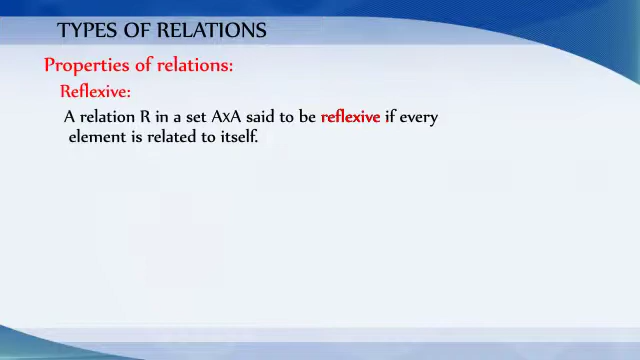 TYPES OF RELATIONS
Properties of relations:
Reflexive:
A relation R in a set AxA said to be reflexive if every
element is related to itself.